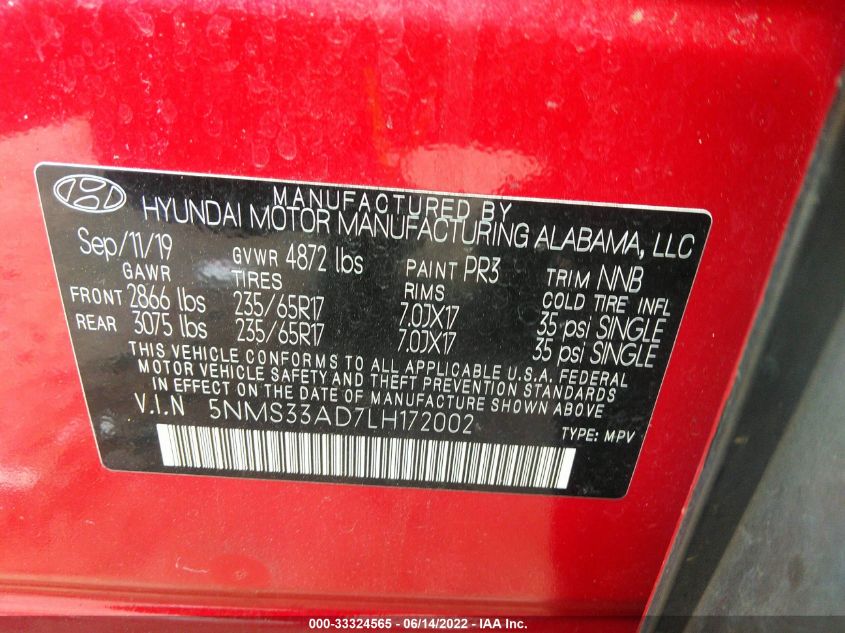 MANUFACTURED BY
HYUNDAI MOTOR MANUFACTURING ALABAMA, LLC
Sep/11/19 GVWR 4872 lbs PAINT PR3 TRIM NNB
GAWR TIRES RIMS COLD TIRE INFL
FRONT 2866 lbs 235/65R17 7.0JX17 35 psi SINGLE
REAR 3075 lbs 235/65R17 7.0JX17 35 psi SINGLE
THIS VEHICLE CONFORMS TO ALL APPLICABLE U.S.A. FEDERAL
MOTOR VEHICLE SAFETY AND THEFT PREVENTION STANDARDS
IN EFFECT ON THE DATE OF MANUFACTURE SHOWN ABOVE.
V.I.N 5NMS33AD7LH172002
TYPE: MPV
000-33324565 - 06/14/2022 - IAA Inc.